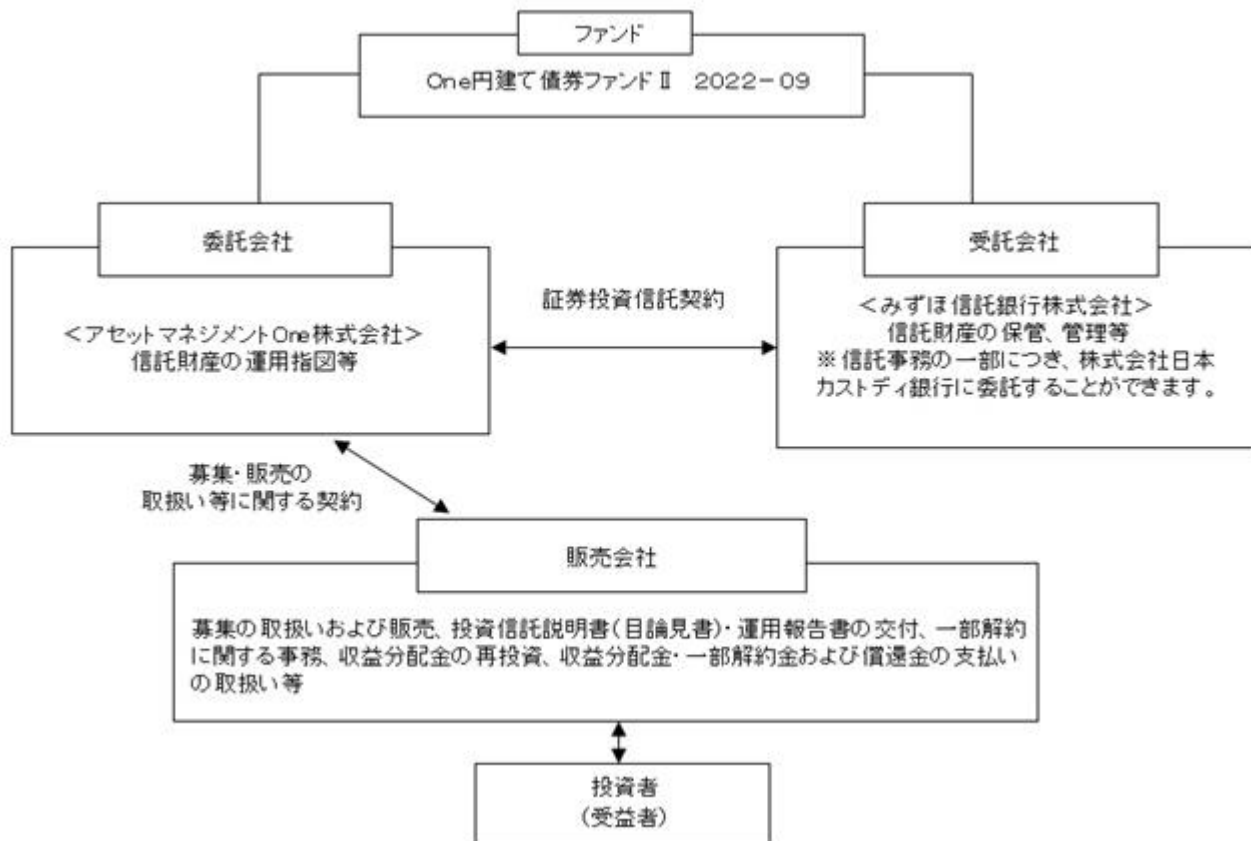 ファンド
One円建て債券ファンドⅡ 2022-09
委託会社
<アセットマネジメントOne株式会社>
信託財産の運用指図等
証券投資信託契約
受託会社
<みずほ信託銀行株式会社>
信託財産の保管、管理等
※信託事務の一部につき、株式会社日本
カストディ銀行に委託することができます。
募集・販売の
取扱い等に関する契約
販売会社
募集の取扱いおよび販売、投資信託説明書(目論見書)・運用報告書の交付、一部解約
に関する事務、収益分配金の再投資、収益分配金・一部解約金および償還金の支払い
の取扱い等
投資者
(受益者)